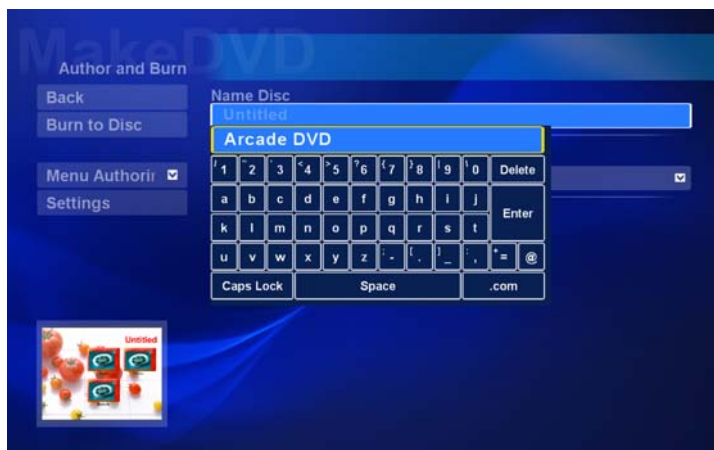 MakeDVD
Author and Burn
Back
Burn to Disc
Menu Authorir
Settings
Name Disc
Untitled
Arcade DVD
1 2 3 4 5 6 7 8 9 0 Delete
a b c d e f g h i j
Enter
k l m n o p q r s t
u v w x y z - . _ , = @
Caps Lock Space .com
Untitled